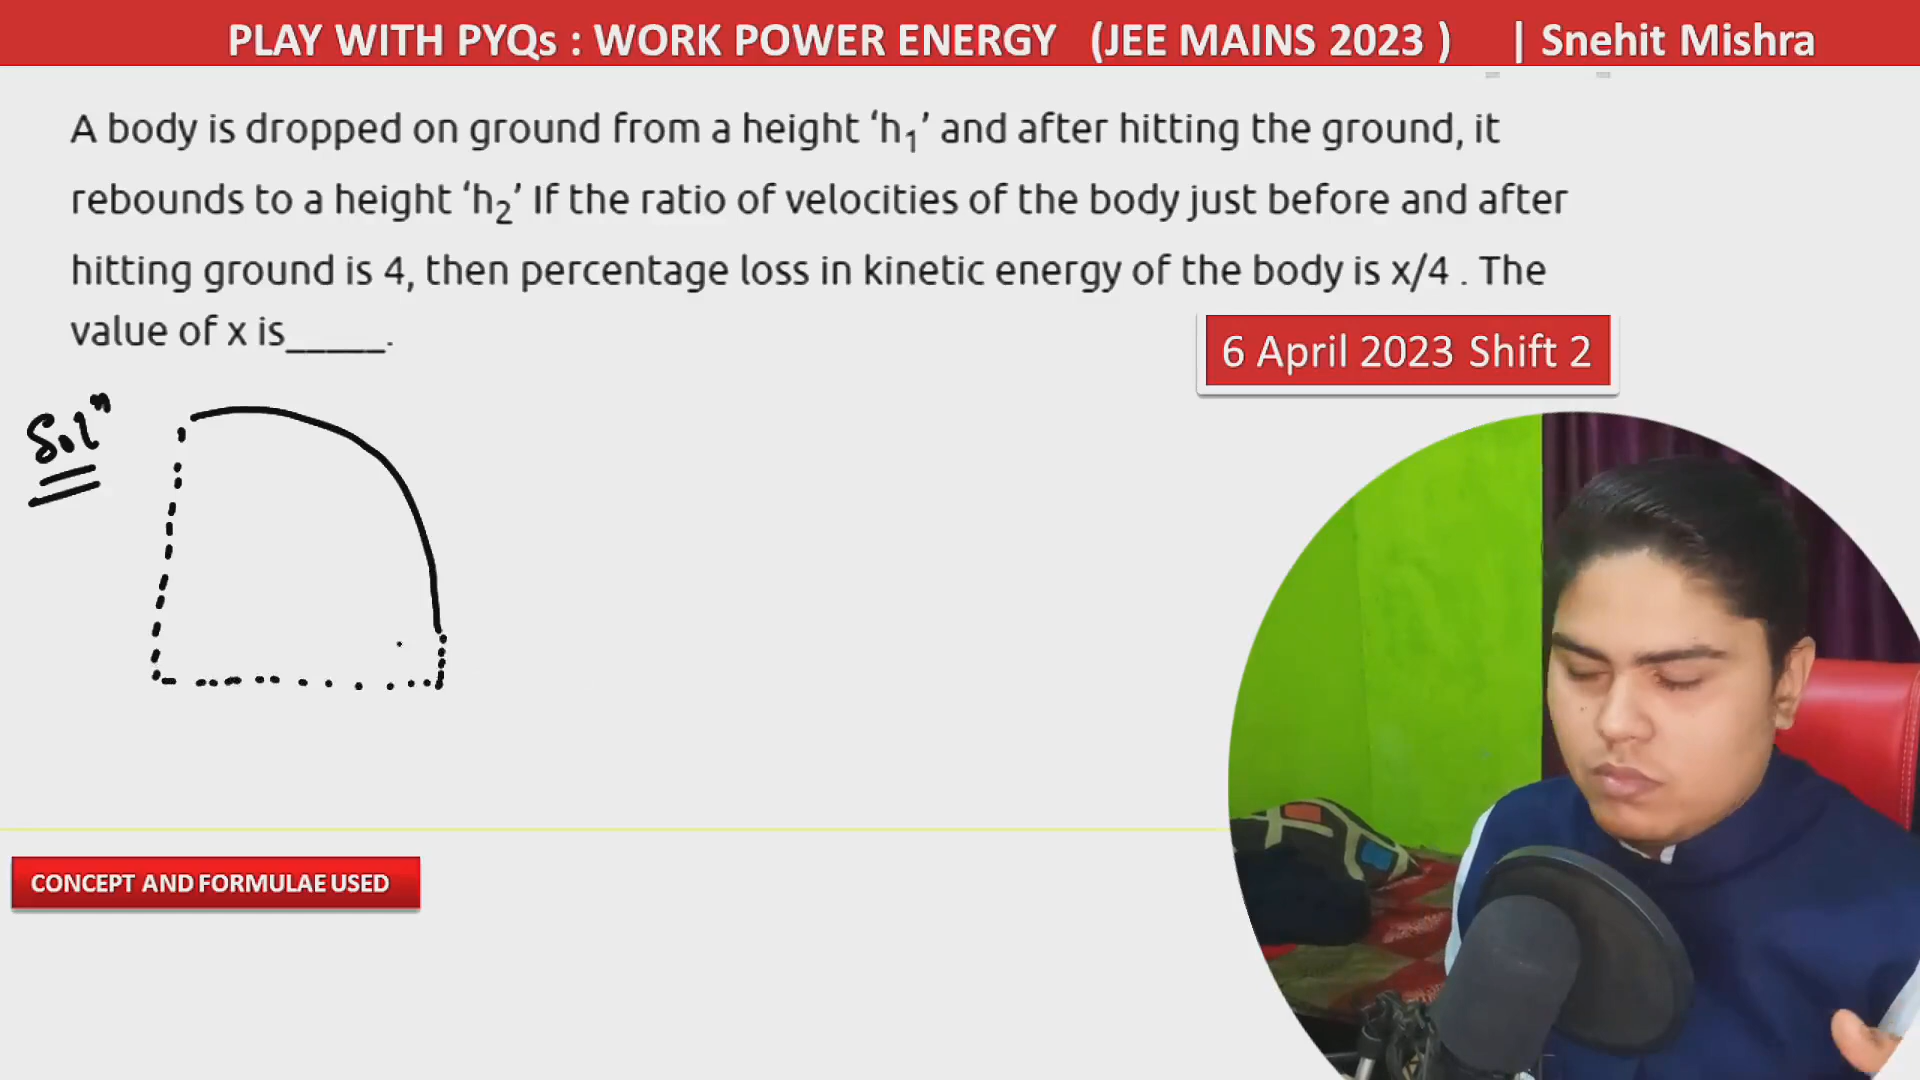 PLAY WITH PYQs : WORK POWER ENERGY (JEE MAINS 2023 ) | Snehit Mishra
A body is dropped on ground from a height ‘h₁’ and after hitting the ground, it
rebounds to a height ‘h₂’ If the ratio of velocities of the body just before and after
hitting ground is 4, then percentage loss in kinetic energy of the body is x/4 . The
value of x is_____.
6 April 2023 Shift 2
Solⁿ
CONCEPT AND FORMULAE USED